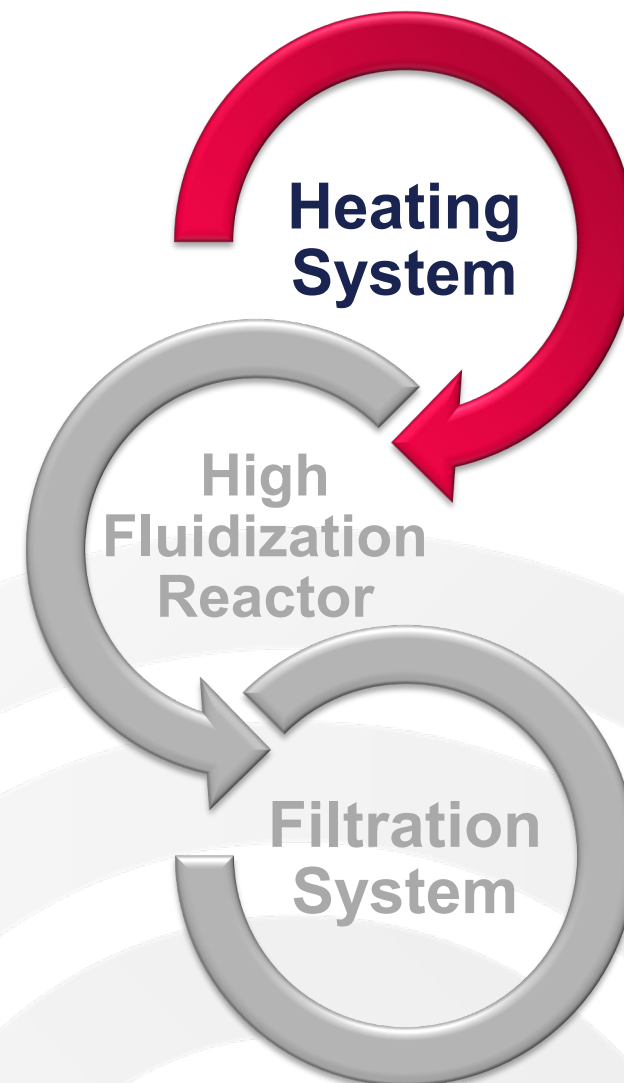 Heating
System
High
Fluidization
Reactor
Filtration
System